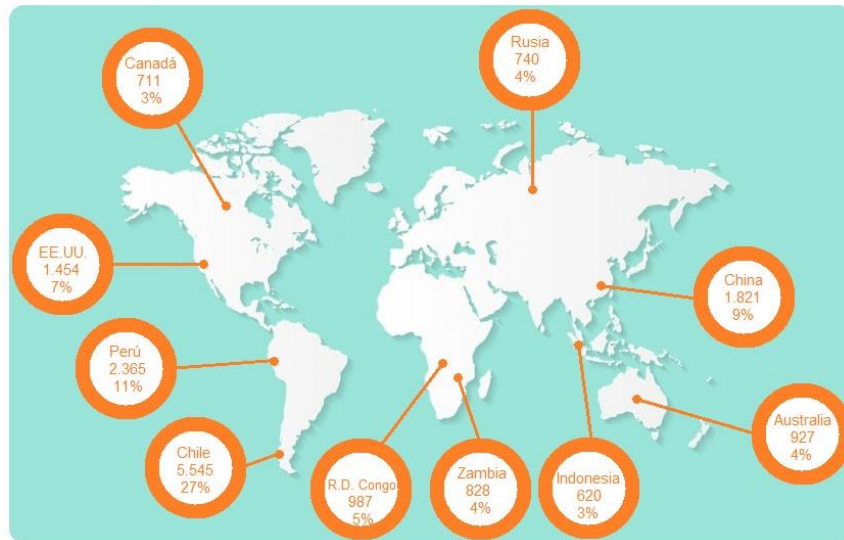 Canadá
711
3%
Rusia
740
4%
EE.UU.
1.454
7%
China
1.821
9%
Perú
2.365
11%
Chile
5.545
27%
R.D. Congo
987
5%
Zambia
828
4%
Indonesia
620
3%
Australia
927
4%